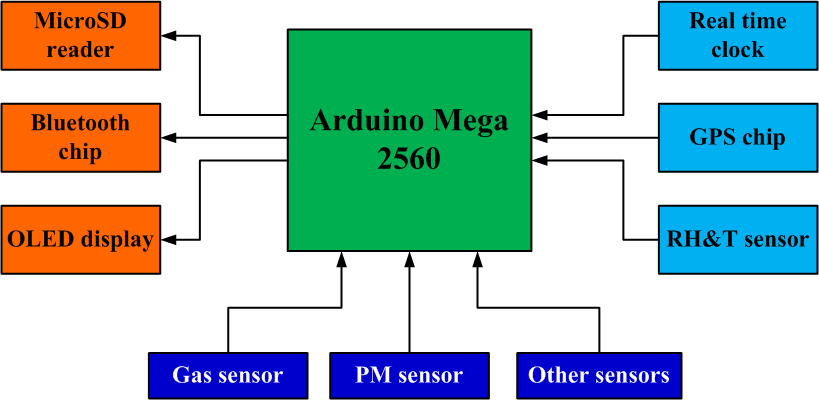 MicroSD
reader
Bluetooth
chip
OLED display
Arduino Mega
2560
Real time
clock
GPS chip
RH&T sensor
Gas sensor
PM sensor
Other sensors